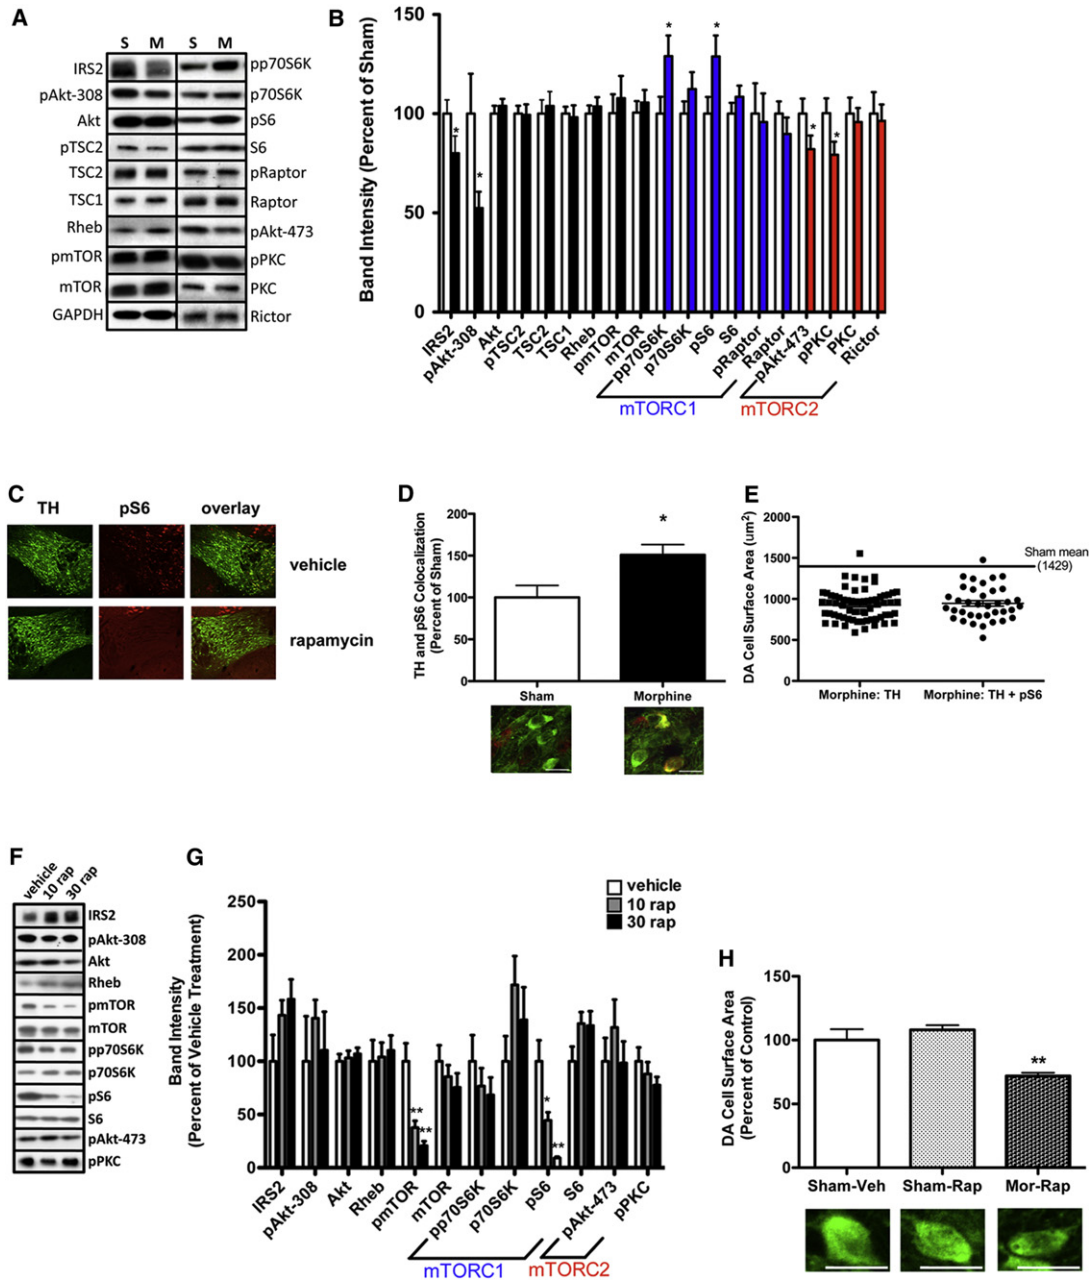 A
S M S M
IRS2 pp70S6K
pAkt-308 p70S6K
Akt pS6
pTSC2 S6
TSC2 pRaptor
TSC1 Raptor
Rheb pAkt-473
pmTOR pPKC
mTOR PKC
GAPDH Rictor
B
Band Intensity (Percent of Sham)
150
100
50
0
* * * * * *
IRS2
pAkt-308
Akt
pTSC2
TSC2
TSC1
Rheb
pmTOR
mTOR
pp70S6K
p70S6K
pS6
S6
pRaptor
Raptor
pAkt-473
pPKC
PKC
Rictor
mTORC1 mTORC2
C
TH pS6 overlay
vehicle
rapamycin
D
TH and pS6 Colocalization
(Percent of Sham)
200
150
100
50
0
*
Sham Morphine
E
DA Cell Surface Area (um²)
2000
1500
1000
500
0
Sham mean
(1429)
Morphine: TH Morphine: TH + pS6
F
vehicle
10 rap
30 rap
IRS2
pAkt-308
Akt
Rheb
pmTOR
mTOR
pp70S6K
p70S6K
pS6
S6
pAkt-473
pPKC
G
Band Intensity
(Percent of Vehicle Treatment)
250
200
150
100
50
0
vehicle
10 rap
30 rap
** ** * **
IRS2
pAkt-308
Akt
Rheb
pmTOR
mTOR
pp70S6K
p70S6K
pS6
S6
pAkt-473
pPKC
mTORC1 mTORC2
H
DA Cell Surface Area
(Percent of Control)
150
100
50
0
**
Sham-Veh Sham-Rap Mor-Rap